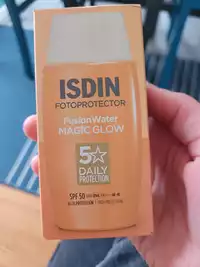 ISDIN
FOTOPROTECTOR
FusionWater
MAGIC GLOW
5
DAILY
PROTECTION
SPF 50